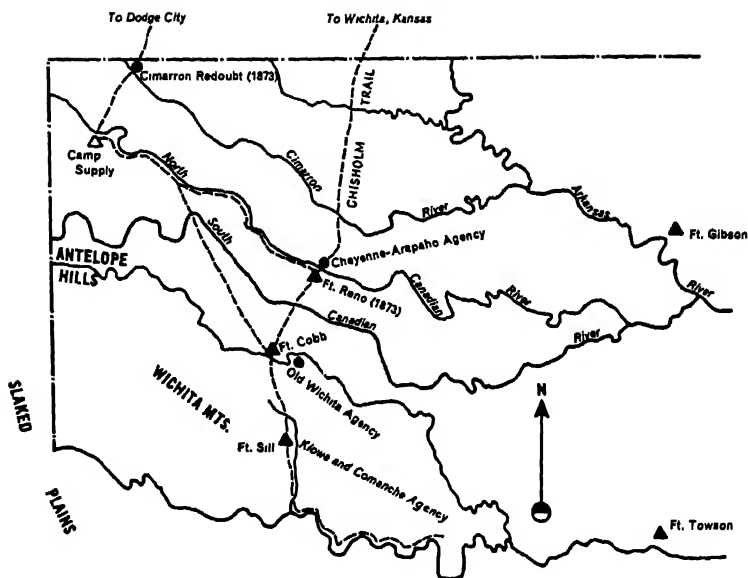 To Dodge City
To Wichita, Kansas
Cimarron Redoubt (1873)
TRAIL
CHISHOLM
Camp
Supply
North
Cimarron
River
Arkansas
River
Ft. Gibson
South
Cheyenne-Arapaho Agency
ANTELOPE
HILLS
Ft. Reno (1873)
Canadian
River
Canadian
River
Ft. Cobb
Old Wichita Agency
WICHITA MTS.
SLAKED
PLAINS
N
Ft. Sill
Kiowe and Comanche Agency
Ft. Towson